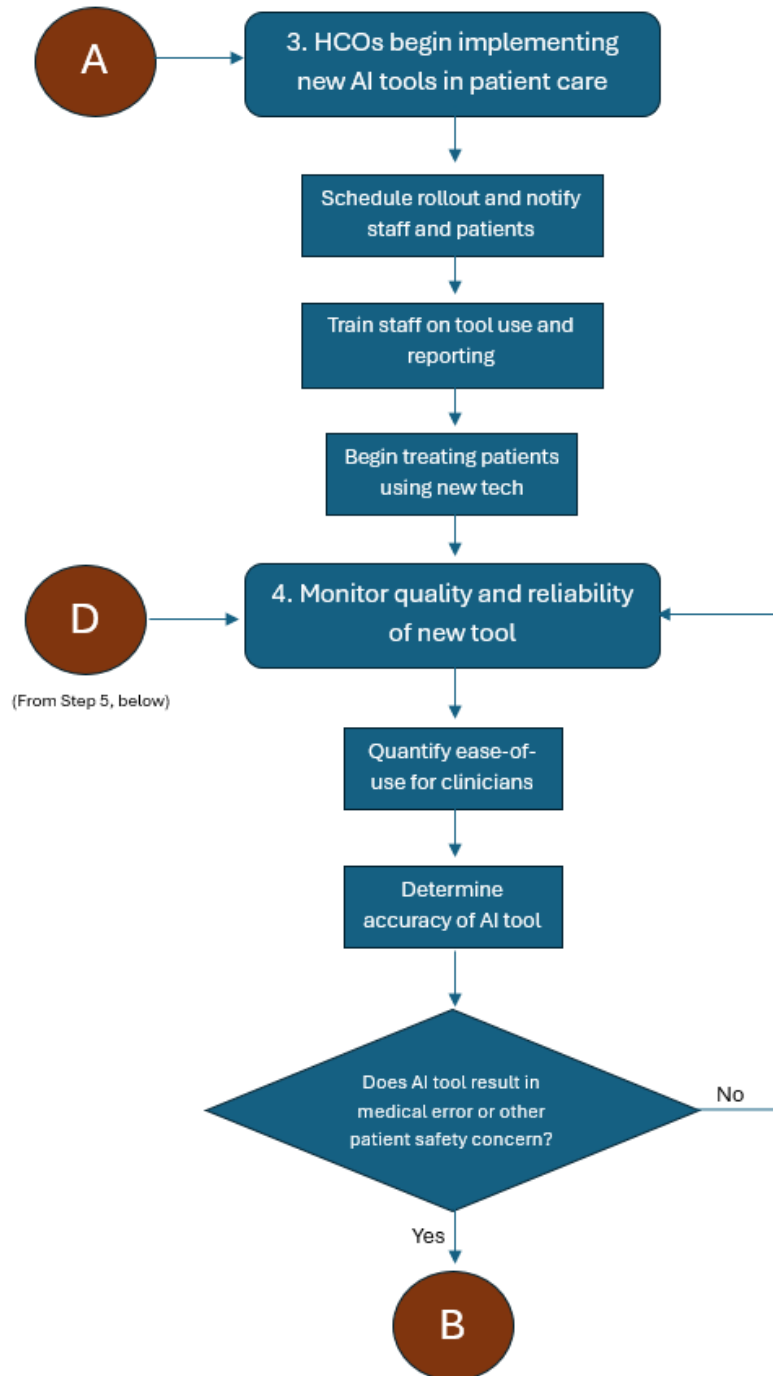 A
3. HCOs begin implementing
new AI tools in patient care
Schedule rollout and notify
staff and patients
Train staff on tool use and
reporting
Begin treating patients
using new tech
D
(From Step 5, below)
4. Monitor quality and reliability
of new tool
Quantify ease-of-
use for clinicians
Determine
accuracy of AI tool
Does AI tool result in
medical error or other
patient safety concern?
No
Yes
B